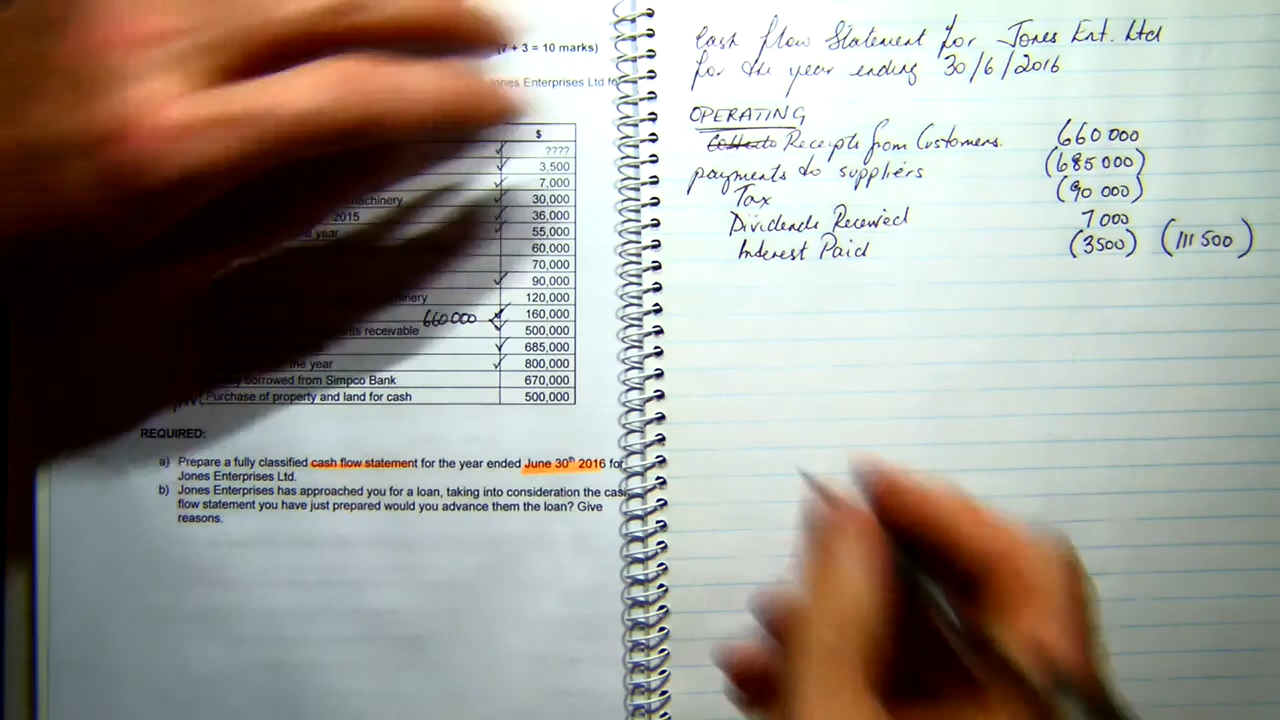 + 3 = 10 marks)
Jones Enterprises Ltd fo
$
????
3,500
7,000
machinery 30,000
2015 36,000
year 55,000
60,000
70,000
90,000
120,000
660000 160,000
receivable 500,000
685,000
the year 800,000
borrowed from Simpco Bank 670,000
Purchase of property and land for cash 500,000
REQUIRED:
a) Prepare a fully classified cash flow statement for the year ended June 30th 2016 for
Jones Enterprises Ltd.
b) Jones Enterprises has approached you for a loan, taking into consideration the cas
flow statement you have just prepared would you advance them the loan? Give
reasons.
Cash flow Statement for Jones Ent. Ltd
for the year ending 30/6/2016
OPERATING
Receipts from Customers. 660 000
payments to suppliers (685 000)
Tax (90 000)
Dividends Received 7 000
Interest Paid (3500) (111 500)